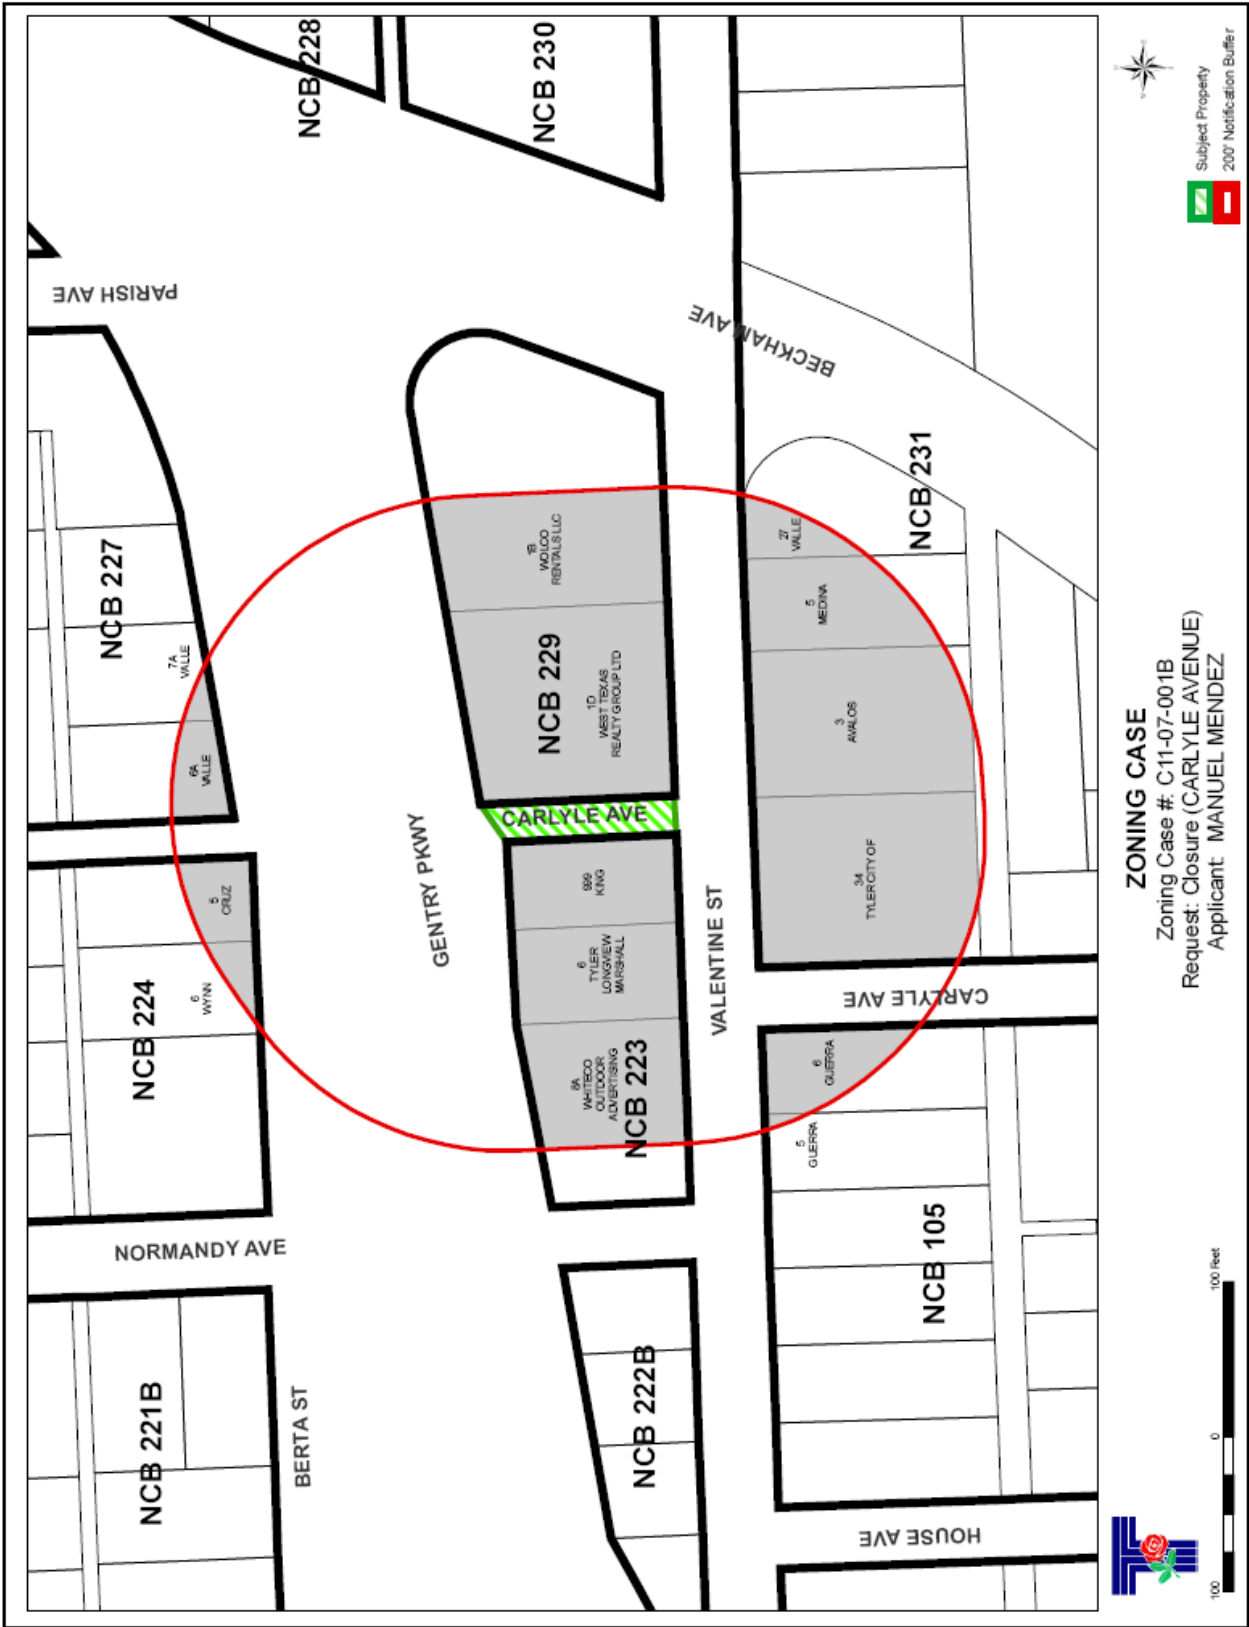 NCB 228
NCB 230
PARISH AVE
BECKHAM AVE
NCB 227
7A
VALLE
6A
VALLE
1B
WOLCO
RENTALS LLC
NCB 229
1D
WEST TEXAS
REALTY GROUP LTD
27
VALLE
NCB 231
5
MEDINA
3
AVALOS
34
TYLER CITY OF
CARLYLE AVE
GENTRY PKWY
5
CRUZ
6
WYNN
NCB 224
999
KING
6
TYLER
LONGVIEW
MARSHALL
8A
WHITECO
OUTDOOR
ADVERTISING
NCB 223
VALENTINE ST
CARLYLE AVE
6
GUERRA
5
GUERRA
NCB 105
NORMANDY AVE
NCB 221B
BERTA ST
NCB 222B
HOUSE AVE
ZONING CASE
Zoning Case #: C11-07-001B
Request: Closure (CARLYLE AVENUE)
Applicant: MANUEL MENDEZ
Subject Property
200' Notification Buffer
100 0 100 Feet